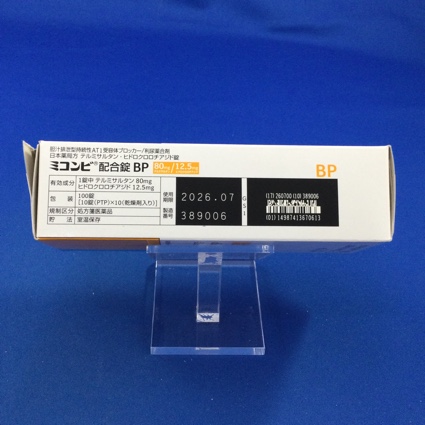 胆汁排泄型持続性AT1受容体ブロッカー/利尿薬合剤
日本薬局方 テルミサルタン・ヒドロクロロチアジド錠
ミコンビ®配合錠 BP 80mg/12.5mg
BP
有効成分 1錠中 テルミサルタン 80mg
ヒドロクロロチアジド 12.5mg
包装 100錠
[10錠(PTP)×10(乾燥剤入り)]
規制区分 処方箋医薬品
貯法 室温保存
使用期限 2026.07
製造番号 389006
GS1
(17) 260700 (10) 389006
(01) 14987413670613